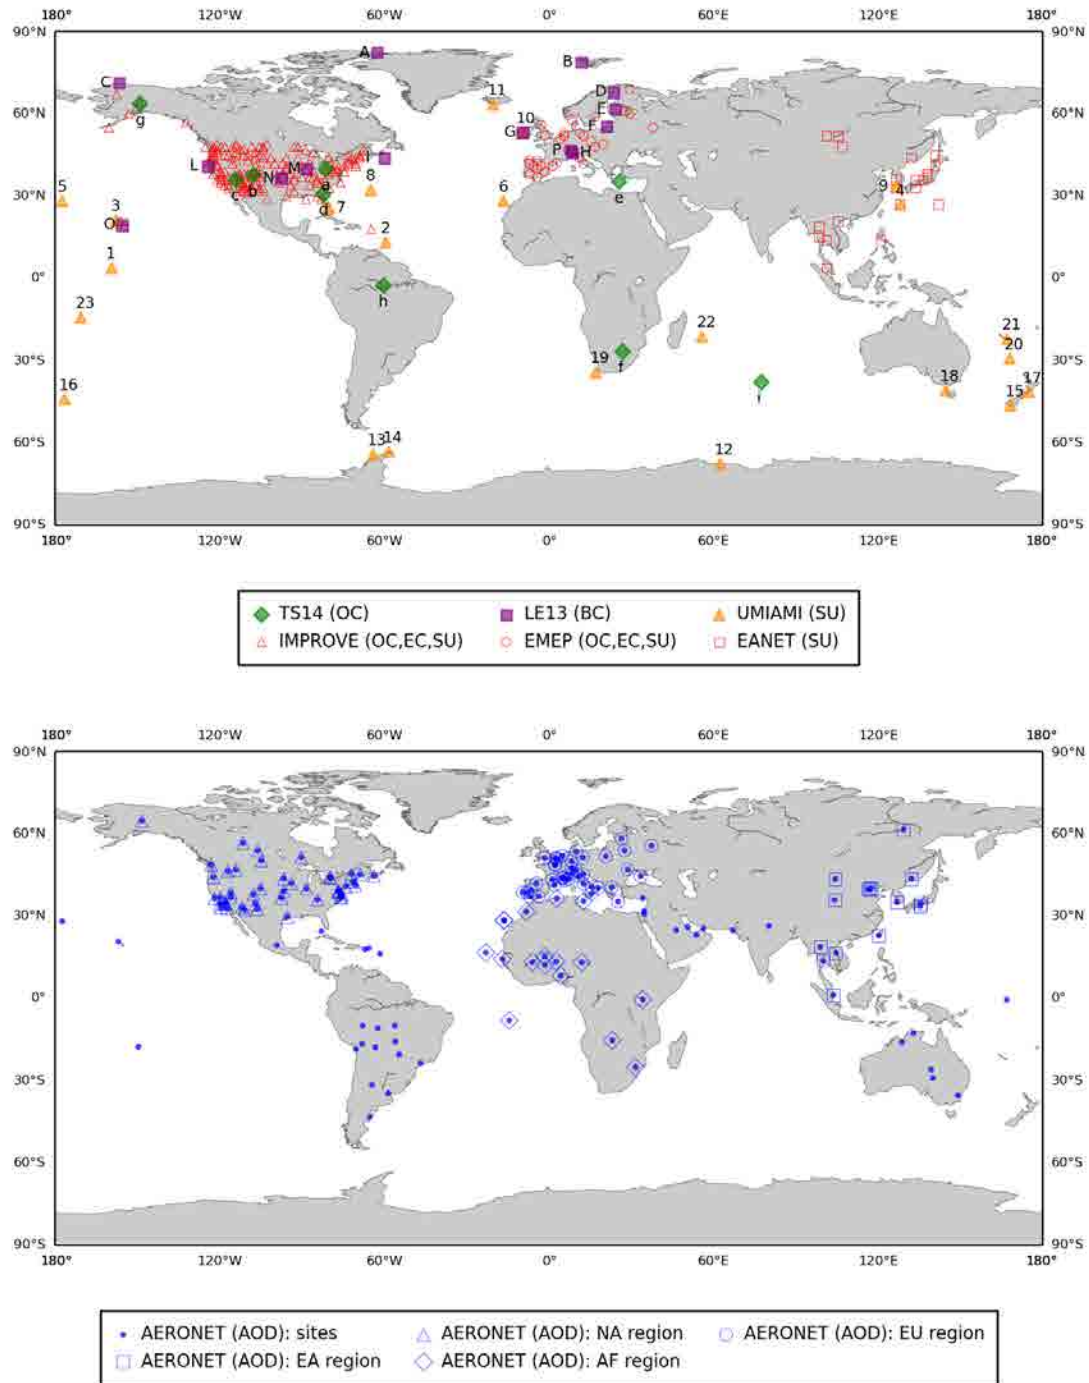 180° 120°W 60°W 0° 60°E 120°E 180°
90°N 90°N
A
B
C
D
60°N 11 60°N
g E
10 F
G
P H
L M I
N 8 9
30°N 5 c b a 6 e 4 30°N
d 7
3
O 2
1
0° 0°
h
23 22 21
20
30°S 19 30°S
f
16 i 18 15 17
60°S 13 14 12 60°S
90°S 90°S
180° 120°W 60°W 0° 60°E 120°E 180°
TS14 (OC) LE13 (BC) UMIAMI (SU)
IMPROVE (OC,EC,SU) EMEP (OC,EC,SU) EANET (SU)
180° 120°W 60°W 0° 60°E 120°E 180°
90°N 90°N
60°N 60°N
30°N 30°N
0° 0°
30°S 30°S
60°S 60°S
90°S 90°S
180° 120°W 60°W 0° 60°E 120°E 180°
AERONET (AOD): sites AERONET (AOD): NA region AERONET (AOD): EU region
AERONET (AOD): EA region AERONET (AOD): AF region